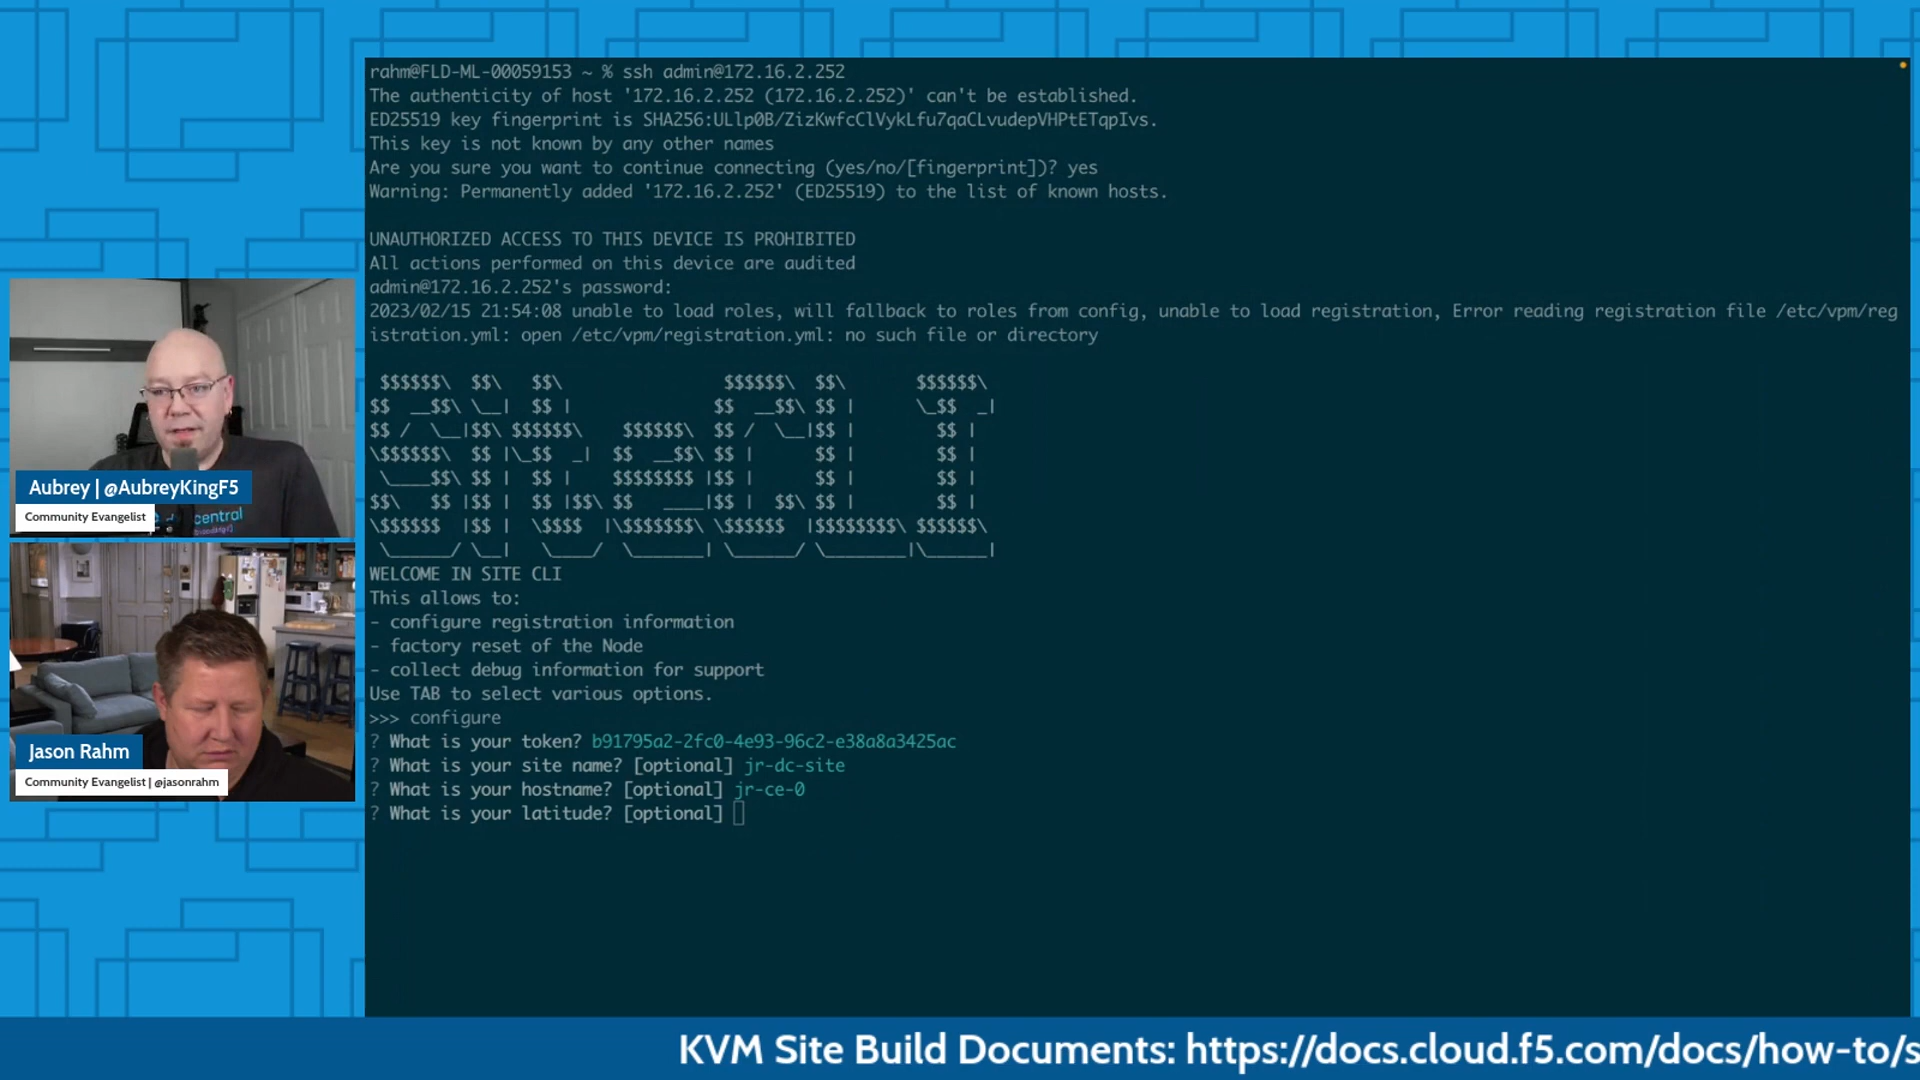 rahm@FLD-ML-00059153 ~ % ssh admin@172.16.2.252
The authenticity of host '172.16.2.252 (172.16.2.252)' can't be established.
ED25519 key fingerprint is SHA256:ULlp0B/ZizKwfcClVykLfu7qaCLvudepVHPtETqpIvs.
This key is not known by any other names
Are you sure you want to continue connecting (yes/no/[fingerprint])? yes
Warning: Permanently added '172.16.2.252' (ED25519) to the list of known hosts.
UNAUTHORIZED ACCESS TO THIS DEVICE IS PROHIBITED
All actions performed on this device are audited
admin@172.16.2.252's password:
2023/02/15 21:54:08 unable to load roles, will fallback to roles from config, unable to load registration, Error reading registration file /etc/vpm/reg
istration.yml: open /etc/vpm/registration.yml: no such file or directory
SiteCLI
WELCOME IN SITE CLI
This allows to:
- configure registration information
- factory reset of the Node
- collect debug information for support
Use TAB to select various options.
>>> configure
? What is your token? b91795a2-2fc0-4e93-96c2-e38a8a3425ac
? What is your site name? [optional] jr-dc-site
? What is your hostname? [optional] jr-ce-0
? What is your latitude? [optional]
Aubrey | @AubreyKingF5
Community Evangelist
central
Jason Rahm
Community Evangelist | @jasonrahm
KVM Site Build Documents: https://docs.cloud.f5.com/docs/how-to/s